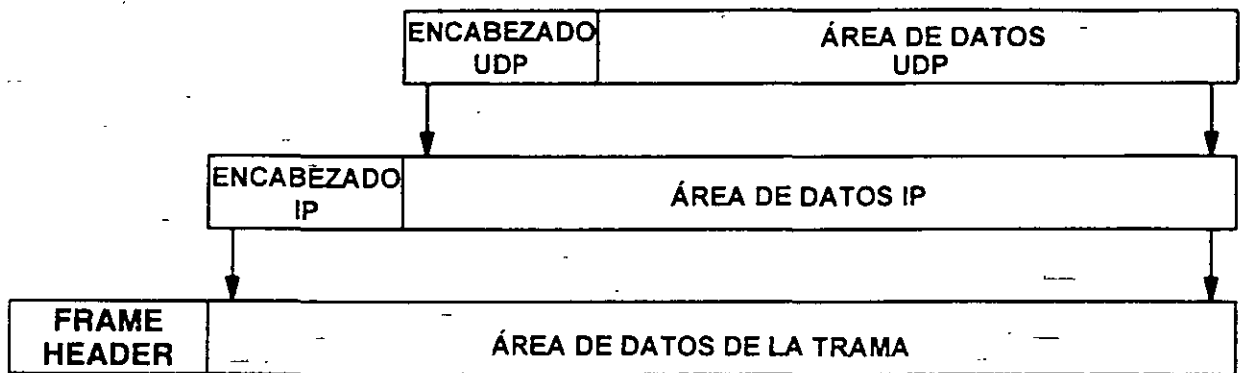 ENCABEZADO
UDP
ÁREA DE DATOS
UDP
ENCABEZADO
IP
ÁREA DE DATOS IP
FRAME
HEADER
ÁREA DE DATOS DE LA TRAMA